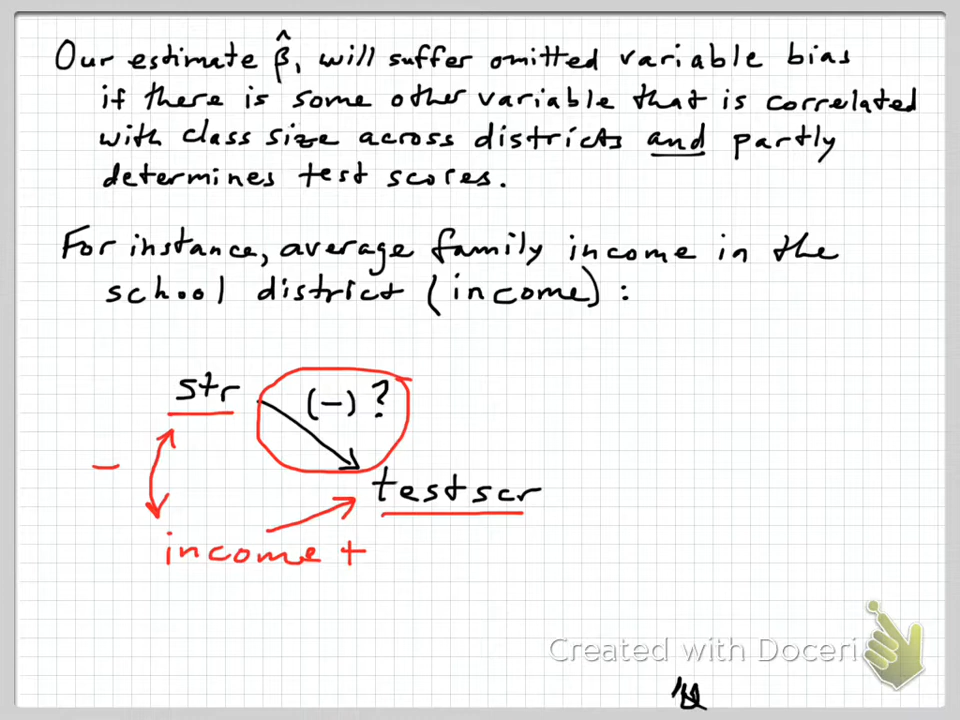 Our estimate β̂₁ will suffer omitted variable bias
if there is some other variable that is correlated
with class size across districts and partly
determines test scores.
For instance, average family income in the
school district (income):
str (-) ?
-
testscr
income +
Created with Doceri